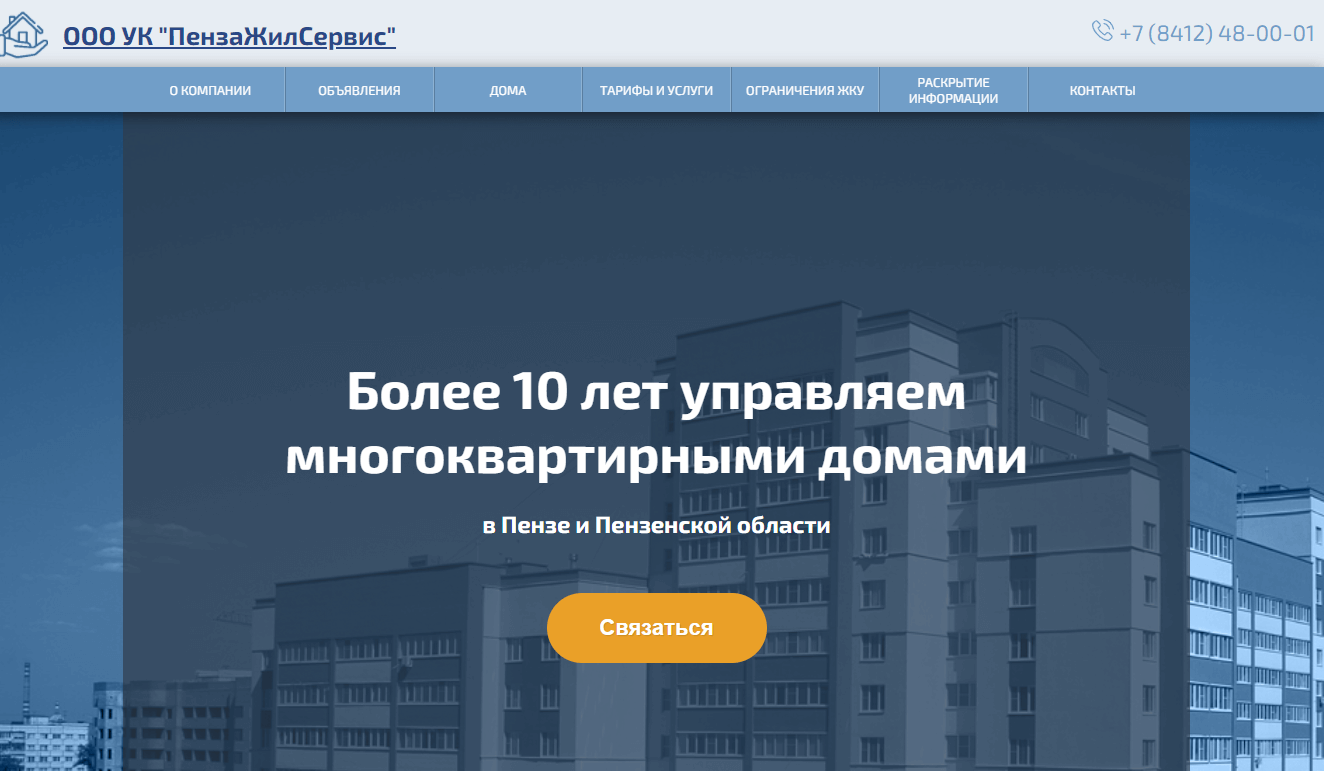 ООО УК "ПензаЖилСервис"
+7 (8412) 48-00-01
О КОМПАНИИ
ОБЪЯВЛЕНИЯ
ДОМА
ТАРИФЫ И УСЛУГИ
ОГРАНИЧЕНИЯ ЖКУ
РАСКРЫТИЕ
ИНФОРМАЦИИ
КОНТАКТЫ
Более 10 лет управляем
многоквартирными домами
в Пензе и Пензенской области
Связаться